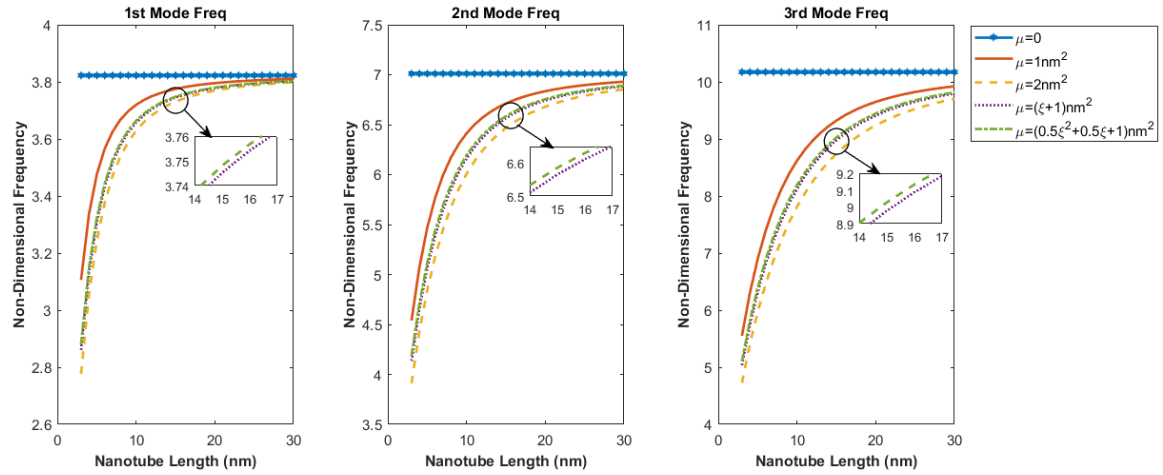 1st Mode Freq
Non-Dimensional Frequency
4
3.8
3.6
3.4
3.2
3
2.8
2.6
3.76
3.75
3.74
14 15 16 17
0 10 20 30
Nanotube Length (nm)
2nd Mode Freq
Non-Dimensional Frequency
7.5
7
6.5
6
5.5
5
4.5
4
3.5
6.6
6.5
14 15 16 17
0 10 20 30
Nanotube Length (nm)
3rd Mode Freq
Non-Dimensional Frequency
11
10
9
8
7
6
5
4
9.2
9.1
9
8.9
14 15 16 17
0 10 20 30
Nanotube Length (nm)
μ=0
μ=1nm²
μ=2nm²
μ=(ξ+1)nm²
μ=(0.5ξ²+0.5ξ+1)nm²